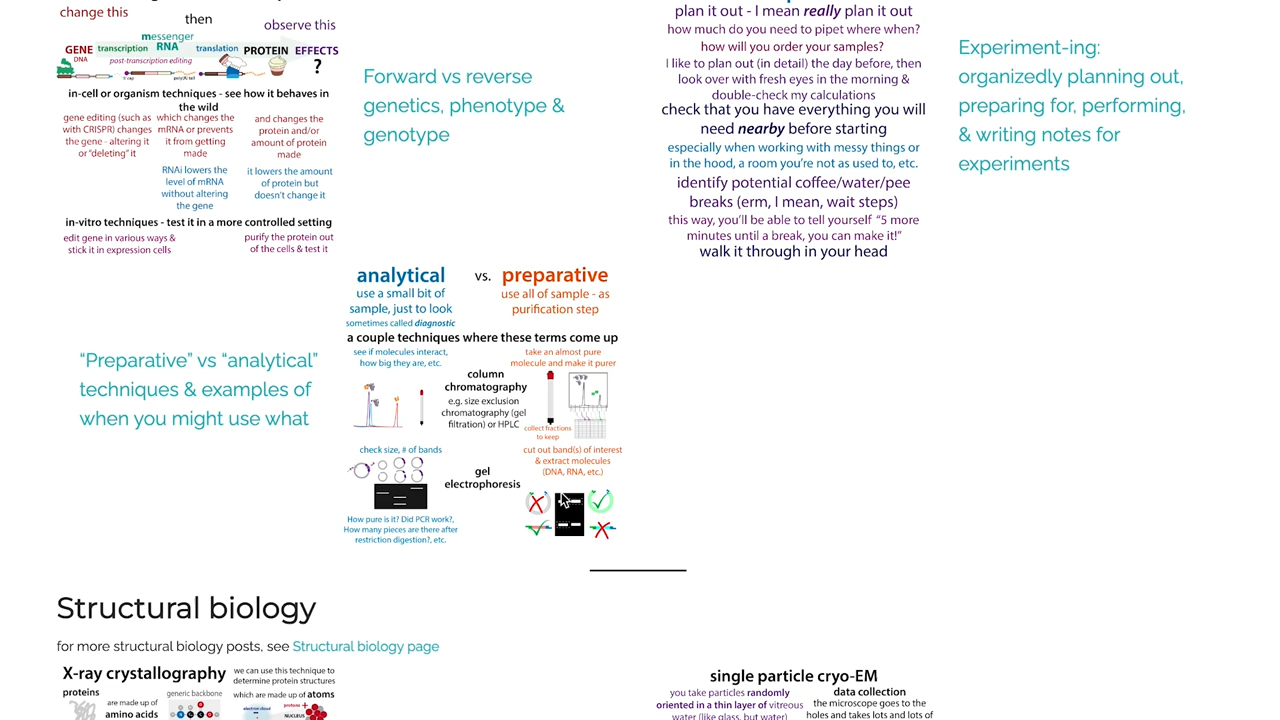 change this
then
observe this
messenger
GENE transcription RNA translation PROTEIN EFFECTS
DNA
post-transcription editing
?
in-cell or organism techniques - see how it behaves in
the wild
gene editing (such as
with CRISPR) changes
the gene - altering it
or “deleting” it
which changes the
mRNA or prevents
it from getting
made
and changes the
protein and/or
amount of protein
made
RNAi lowers the
level of mRNA
without altering
the gene
it lowers the amount
of protein but
doesn't change it
in-vitro techniques - test it in a more controlled setting
edit gene in various ways &
stick it in expression cells
purify the protein out
of the cells & test it
Forward vs reverse
genetics, phenotype &
genotype
plan it out - I mean really plan it out
how much do you need to pipet where when?
how will you order your samples?
I like to plan out (in detail) the day before, then
look over with fresh eyes in the morning &
double-check my calculations
check that you have everything you will
need nearby before starting
especially when working with messy things or
in the hood, a room you're not as used to, etc.
identify potential coffee/water/pee
breaks (erm, I mean, wait steps)
this way, you'll be able to tell yourself “5 more
minutes until a break, you can make it!”
walk it through in your head
Experiment-ing:
organizedly planning out,
preparing for, performing,
& writing notes for
experiments
“Preparative” vs “analytical”
techniques & examples of
when you might use what
analytical vs. preparative
use a small bit of
sample, just to look
sometimes called diagnostic
use all of sample - as
purification step
a couple techniques where these terms come up
see if molecules interact,
how big they are, etc.
take an almost pure
molecule and make it purer
column
chromatography
e.g. size exclusion
chromatography (gel
filtration) or HPLC
collect fractions
to keep
check size, # of bands
cut out band(s) of interest
& extract molecules
(DNA, RNA, etc.)
gel
electrophoresis
How pure is it? Did PCR work?,
How many pieces are there after
restriction digestion?, etc.
Structural biology
for more structural biology posts, see Structural biology page
X-ray crystallography
we can use this technique to
determine protein structures
proteins
are made up of
amino acids
generic backbone
which are made up of atoms
electron cloud
protons +
NUCLEUS
single particle cryo-EM
you take particles randomly
oriented in a thin layer of vitreous
water (like glass, but water)
data collection
the microscope goes to the
holes and takes lots and lots of